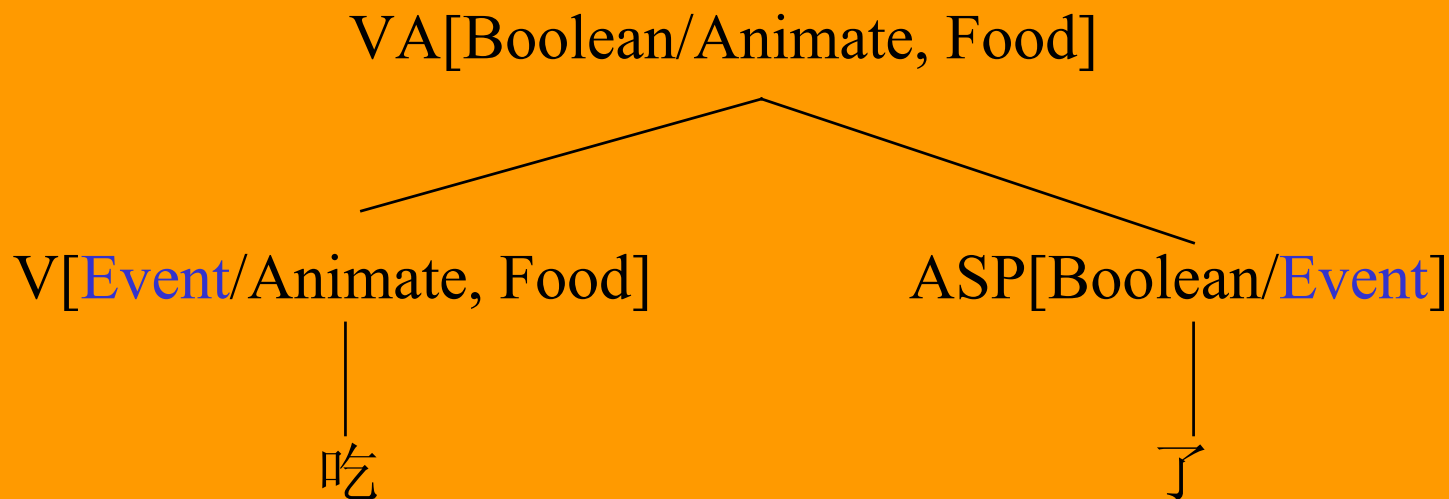 VA[Boolean/Animate, Food]
V[Event/Animate, Food] ASP[Boolean/Event]
吃 了